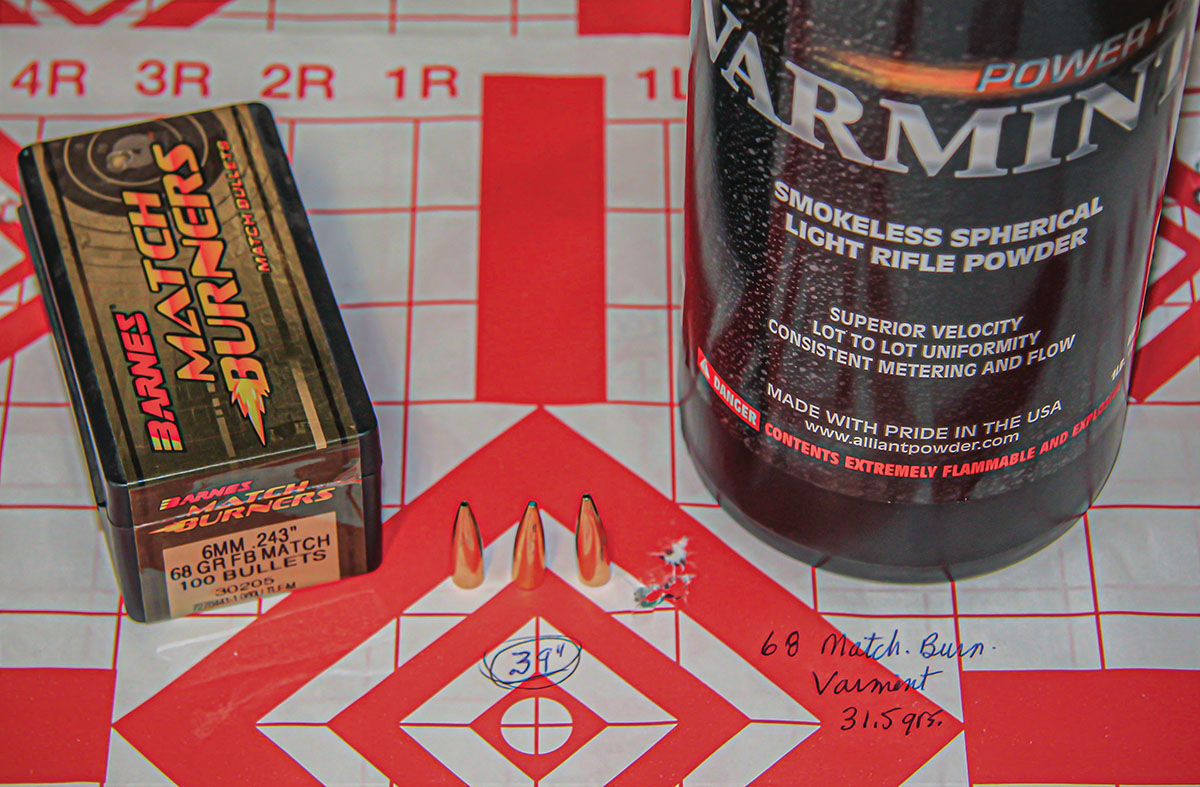 4R 3R 2R 1R 1L
BARNES
MATCH
BURNERS
MATCH BULLETS
BARNES
MATCH
BURNERS
6MM .243"
68 GR FB MATCH
100 BULLETS
30205
POWER
VARMINT
SMOKELESS SPHERICAL
LIGHT RIFLE POWDER
SUPERIOR VELOCITY
LOT TO LOT UNIFORMITY
CONSISTENT METERING AND FLOW
MADE WITH PRIDE IN THE USA
www.alliantpowder.com
DANGER CONTENTS EXTREMELY FLAMMABLE AND
1LB.
39"
68 Match. Burn.
Varment
31.5 grs.